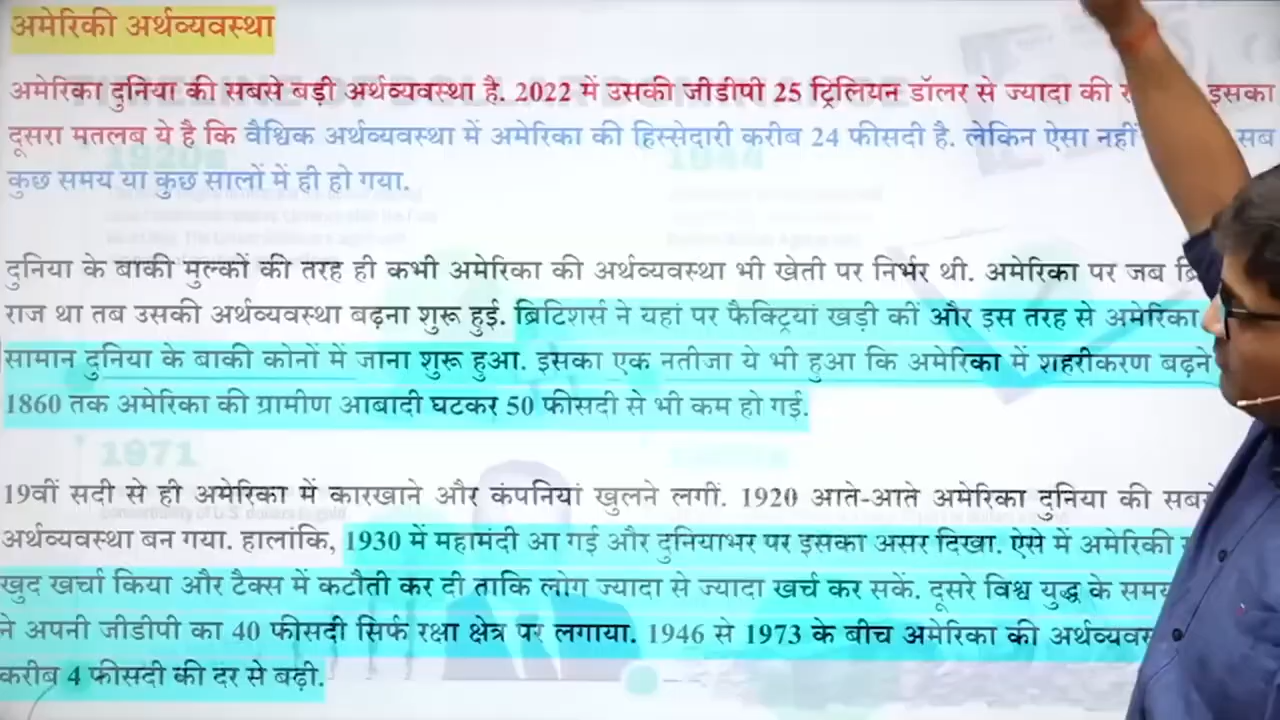 अमेरिकी अर्थव्यवस्था
अमेरिका दुनिया की सबसे बड़ी अर्थव्यवस्था है. 2022 में उसकी जीडीपी 25 ट्रिलियन डॉलर से ज्यादा की इसका
दूसरा मतलब ये है कि वैश्विक अर्थव्यवस्था में अमेरिका की हिस्सेदारी करीब 24 फीसदी है. लेकिन ऐसा नहीं सब
कुछ समय या कुछ सालों में ही हो गया.
दुनिया के बाकी मुल्कों की तरह ही कभी अमेरिका की अर्थव्यवस्था भी खेती पर निर्भर थी. अमेरिका पर जब
राज था तब उसकी अर्थव्यवस्था बढ़ना शुरू हुई. ब्रिटिशर्स ने यहां पर फैक्ट्रियां खड़ी कीं और इस तरह से अमेरिका
सामान दुनिया के बाकी कोनों में जाना शुरू हुआ. इसका एक नतीजा ये भी हुआ कि अमेरिका में शहरीकरण बढ़ने
1860 तक अमेरिका की ग्रामीण आबादी घटकर 50 फीसदी से भी कम हो गई.
1971
19वीं सदी से ही अमेरिका में कारखाने और कंपनियां खुलने लगीं. 1920 आते-आते अमेरिका दुनिया की
अर्थव्यवस्था बन गया. हालांकि, 1930 में महामंदी आ गई और दुनियाभर पर इसका असर दिखा. ऐसे में अमेरिकी
खुद खर्चा किया और टैक्स में कटौती कर दी ताकि लोग ज्यादा से ज्यादा खर्च कर सकें. दूसरे विश्व युद्ध के समय
ने अपनी जीडीपी का 40 फीसदी सिर्फ रक्षा क्षेत्र पर लगाया. 1946 से 1973 के बीच अमेरिका की
करीब 4 फीसदी की दर से बढ़ी.